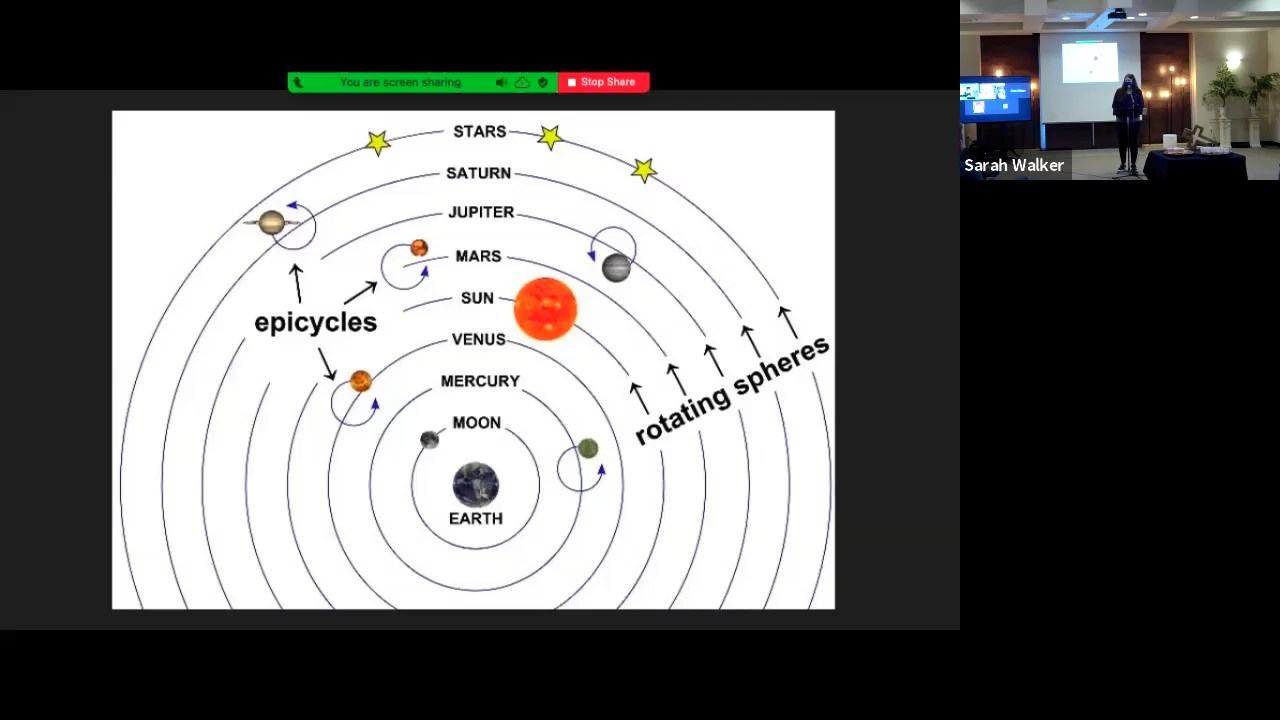 You are screen sharing
Stop Share
Sarah Walker
STARS
SATURN
JUPITER
MARS
SUN
VENUS
MERCURY
MOON
EARTH
epicycles
rotating spheres